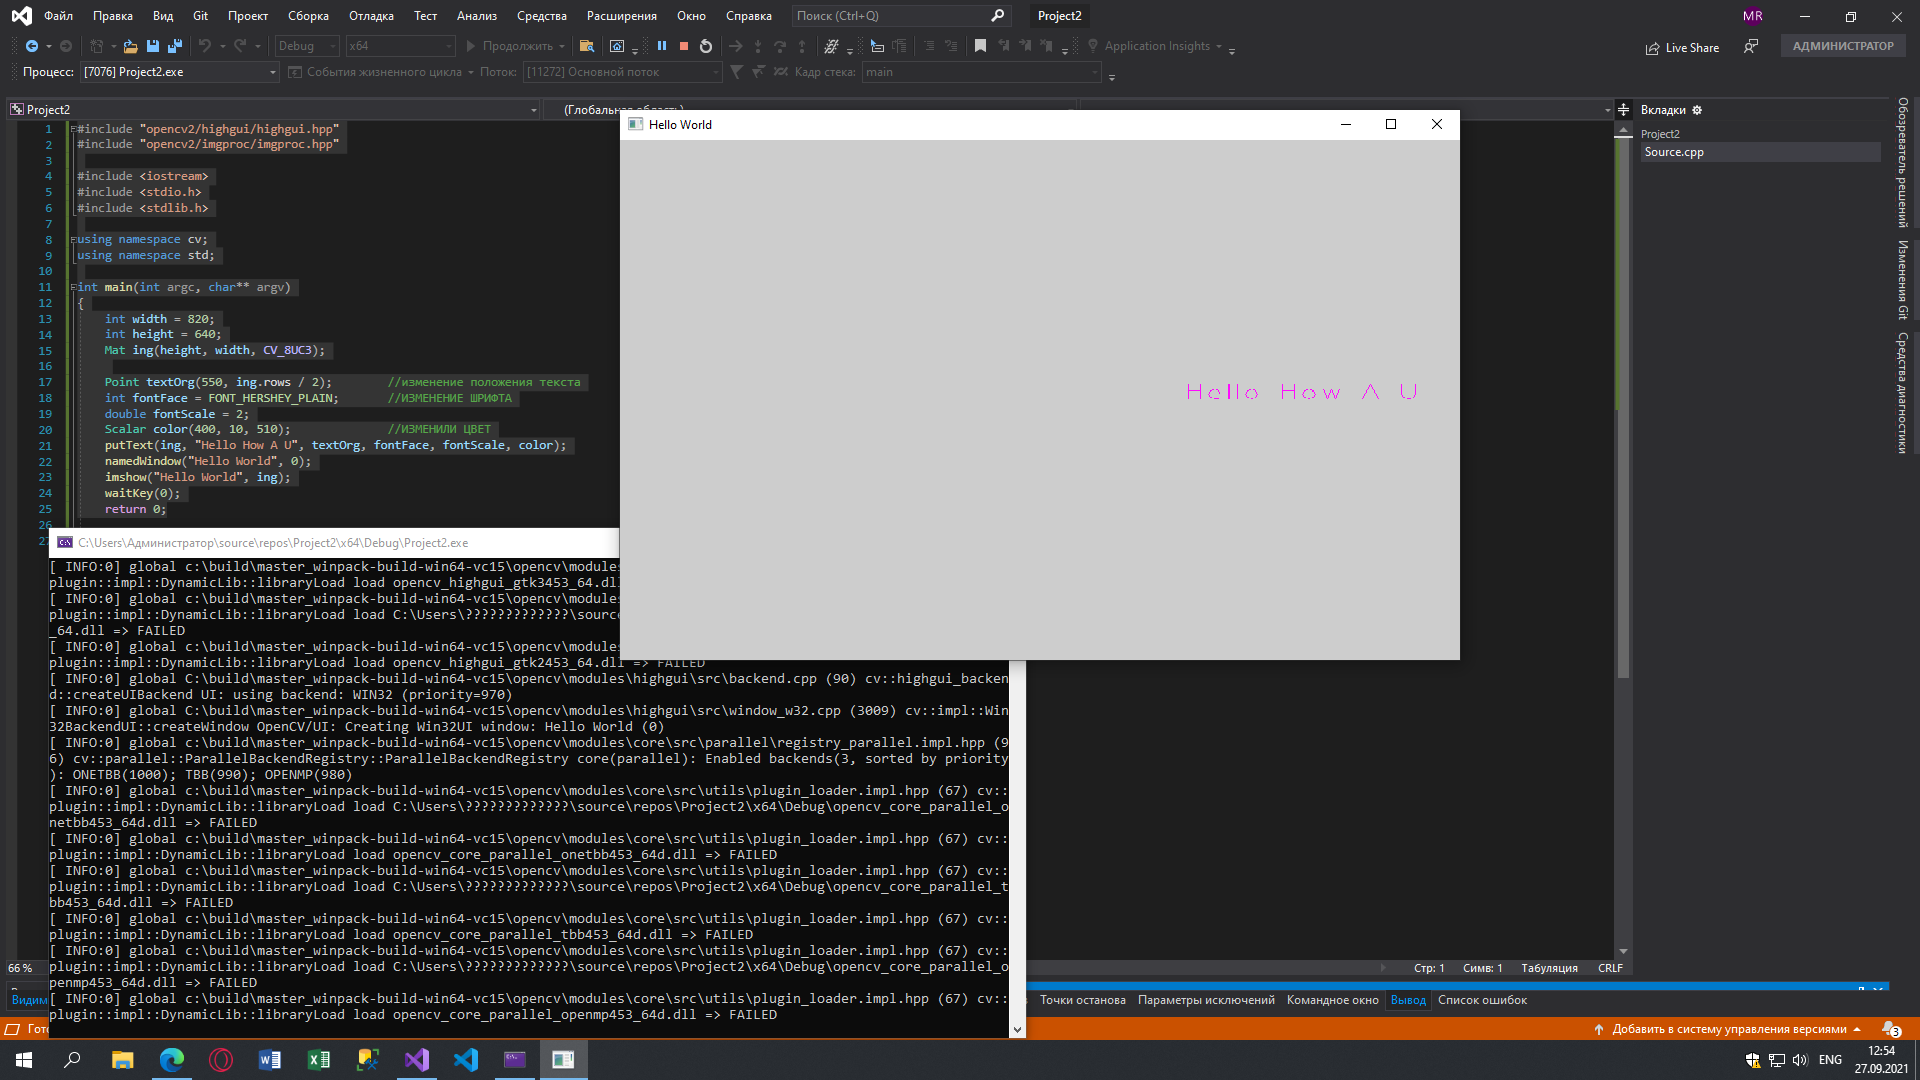 Файл Правка Вид Git Проект Сборка Отладка Тест Анализ Средства Расширения Окно Справка Поиск (Ctrl+Q) Project2 MR
Debug x64 Продолжить Application Insights Live Share АДМИНИСТРАТОР
Процесс: [7076] Project2.exe События жизненного цикла Поток: [11272] Основной поток Кадр стека: main
Project2 (Глобальная область) Вкладки
Project2
Source.cpp
Обозреватель решений
Изменения Git
Средства диагностики
1 #include "opencv2/highgui/highgui.hpp"
2 #include "opencv2/imgproc/imgproc.hpp"
3
4 #include <iostream>
5 #include <stdio.h>
6 #include <stdlib.h>
7
8 using namespace cv;
9 using namespace std;
10
11 int main(int argc, char** argv)
12 {
13 int width = 820;
14 int height = 640;
15 Mat ing(height, width, CV_8UC3);
16
17 Point textOrg(550, ing.rows / 2); //изменение положения текста
18 int fontFace = FONT_HERSHEY_PLAIN; //ИЗМЕНЕНИЕ ШРИФТА
19 double fontScale = 2;
20 Scalar color(400, 10, 510); //ИЗМЕНИЛИ ЦВЕТ
21 putText(ing, "Hello How A U", textOrg, fontFace, fontScale, color);
22 namedWindow("Hello World", 0);
23 imshow("Hello World", ing);
24 waitKey(0);
25 return 0;
26
27
Hello World
Hello How A U
C:\Users\Администратор\source\repos\Project2\x64\Debug\Project2.exe
[ INFO:0] global c:\build\master_winpack-build-win64-vc15\opencv\modules
plugin::impl::DynamicLib::libraryLoad load opencv_highgui_gtk3453_64.dll
[ INFO:0] global c:\build\master_winpack-build-win64-vc15\opencv\modules
plugin::impl::DynamicLib::libraryLoad load C:\Users\?????????????\source
_64.dll => FAILED
[ INFO:0] global c:\build\master_winpack-build-win64-vc15\opencv\modules
plugin::impl::DynamicLib::libraryLoad load opencv_highgui_gtk2453_64.dll => FAILED
[ INFO:0] global C:\build\master_winpack-build-win64-vc15\opencv\modules\highgui\src\backend.cpp (90) cv::highgui_backen
d::createUIBackend UI: using backend: WIN32 (priority=970)
[ INFO:0] global C:\build\master_winpack-build-win64-vc15\opencv\modules\highgui\src\window_w32.cpp (3009) cv::impl::Win
32BackendUI::createWindow OpenCV/UI: Creating Win32UI window: Hello World (0)
[ INFO:0] global c:\build\master_winpack-build-win64-vc15\opencv\modules\core\src\parallel\registry_parallel.impl.hpp (9
6) cv::parallel::ParallelBackendRegistry::ParallelBackendRegistry core(parallel): Enabled backends(3, sorted by priority
): ONETBB(1000); TBB(990); OPENMP(980)
[ INFO:0] global c:\build\master_winpack-build-win64-vc15\opencv\modules\core\src\utils\plugin_loader.impl.hpp (67) cv::
plugin::impl::DynamicLib::libraryLoad load C:\Users\?????????????\source\repos\Project2\x64\Debug\opencv_core_parallel_o
netbb453_64d.dll => FAILED
[ INFO:0] global c:\build\master_winpack-build-win64-vc15\opencv\modules\core\src\utils\plugin_loader.impl.hpp (67) cv::
plugin::impl::DynamicLib::libraryLoad load opencv_core_parallel_onetbb453_64d.dll => FAILED
[ INFO:0] global c:\build\master_winpack-build-win64-vc15\opencv\modules\core\src\utils\plugin_loader.impl.hpp (67) cv::
plugin::impl::DynamicLib::libraryLoad load C:\Users\?????????????\source\repos\Project2\x64\Debug\opencv_core_parallel_t
bb453_64d.dll => FAILED
[ INFO:0] global c:\build\master_winpack-build-win64-vc15\opencv\modules\core\src\utils\plugin_loader.impl.hpp (67) cv::
plugin::impl::DynamicLib::libraryLoad load opencv_core_parallel_tbb453_64d.dll => FAILED
[ INFO:0] global c:\build\master_winpack-build-win64-vc15\opencv\modules\core\src\utils\plugin_loader.impl.hpp (67) cv::
plugin::impl::DynamicLib::libraryLoad load C:\Users\?????????????\source\repos\Project2\x64\Debug\opencv_core_parallel_o
penmp453_64d.dll => FAILED
[ INFO:0] global c:\build\master_winpack-build-win64-vc15\opencv\modules\core\src\utils\plugin_loader.impl.hpp (67) cv::
plugin::impl::DynamicLib::libraryLoad load opencv_core_parallel_openmp453_64d.dll => FAILED
66 % Стр: 1 Симв: 1 Табуляция CRLF
Видим Точки останова Параметры исключений Командное окно Вывод Список ошибок
Гото Добавить в систему управления версиями 3
ENG 12:54
27.09.2021